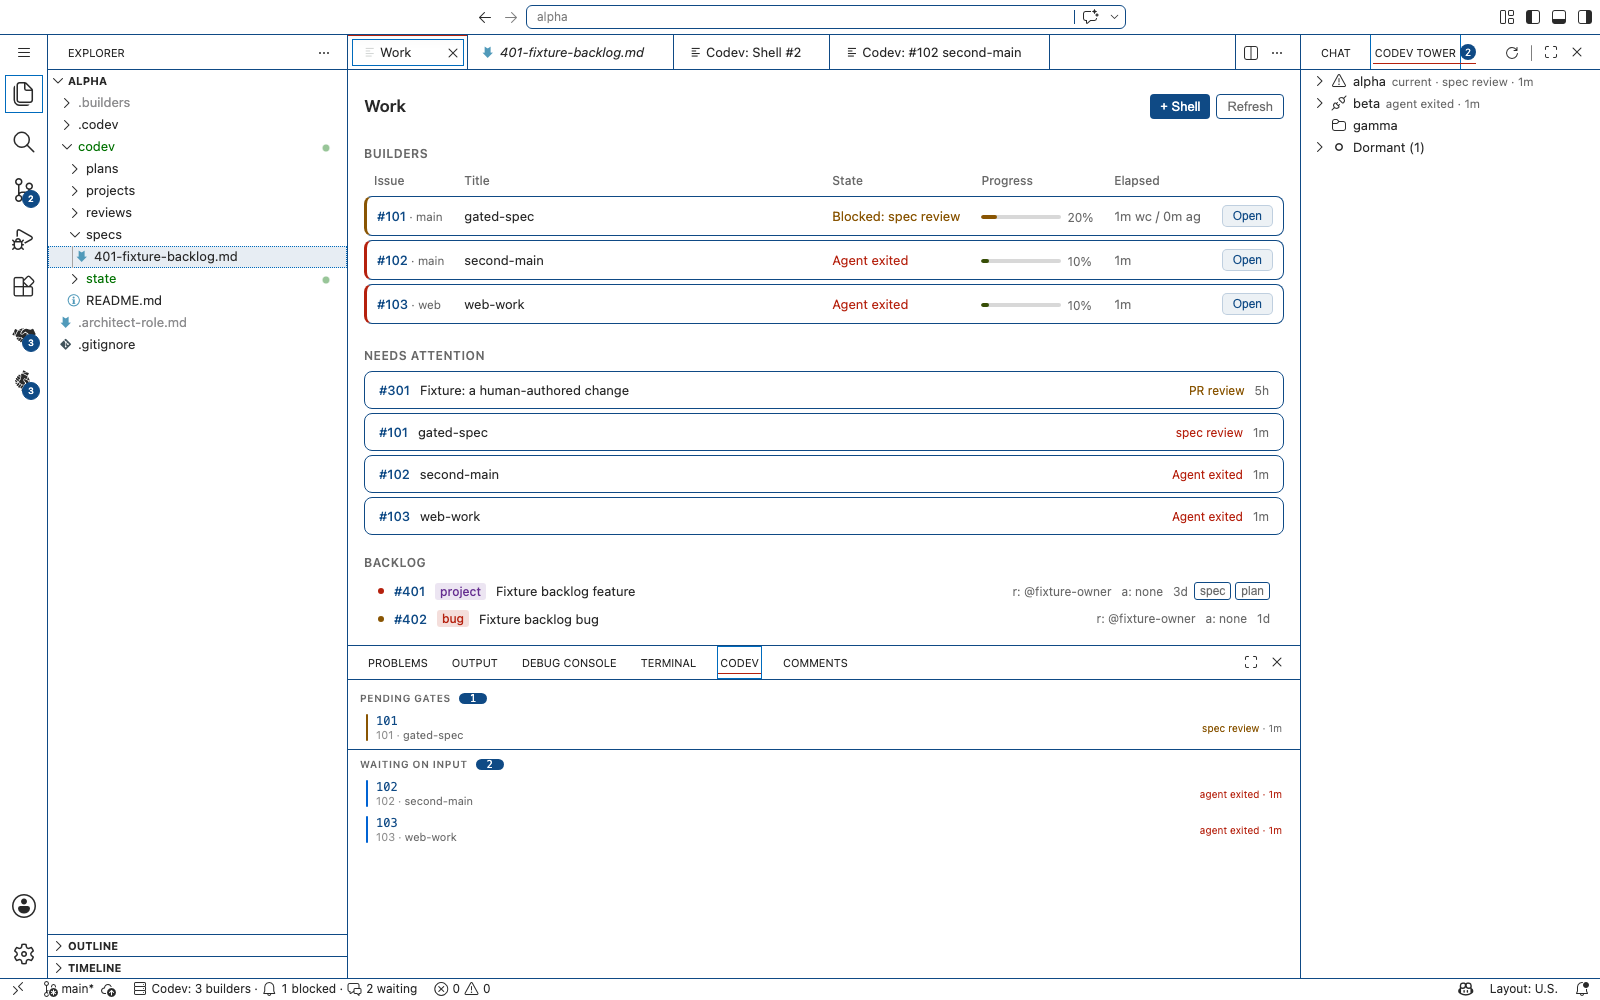 alpha
EXPLORER
Work
401-fixture-backlog.md
Codev: Shell #2
Codev: #102 second-main
CHAT
CODEV TOWER
2
ALPHA
.builders
.codev
codev
plans
projects
reviews
specs
401-fixture-backlog.md
state
README.md
.architect-role.md
.gitignore
2
3
3
OUTLINE
TIMELINE
Work
+ Shell
Refresh
BUILDERS
Issue Title State Progress Elapsed
#101 · main gated-spec Blocked: spec review 20% 1m wc / 0m ag Open
#102 · main second-main Agent exited 10% 1m Open
#103 · web web-work Agent exited 10% 1m Open
NEEDS ATTENTION
#301 Fixture: a human-authored change PR review 5h
#101 gated-spec spec review 1m
#102 second-main Agent exited 1m
#103 web-work Agent exited 1m
BACKLOG
#401 project Fixture backlog feature r: @fixture-owner a: none 3d spec plan
#402 bug Fixture backlog bug r: @fixture-owner a: none 1d
PROBLEMS OUTPUT DEBUG CONSOLE TERMINAL CODEV COMMENTS
PENDING GATES 1
101
101 · gated-spec spec review · 1m
WAITING ON INPUT 2
102
102 · second-main agent exited · 1m
103
103 · web-work agent exited · 1m
alpha current · spec review · 1m
beta agent exited · 1m
gamma
Dormant (1)
main* Codev: 3 builders · 1 blocked · 2 waiting 0 0 Layout: U.S.